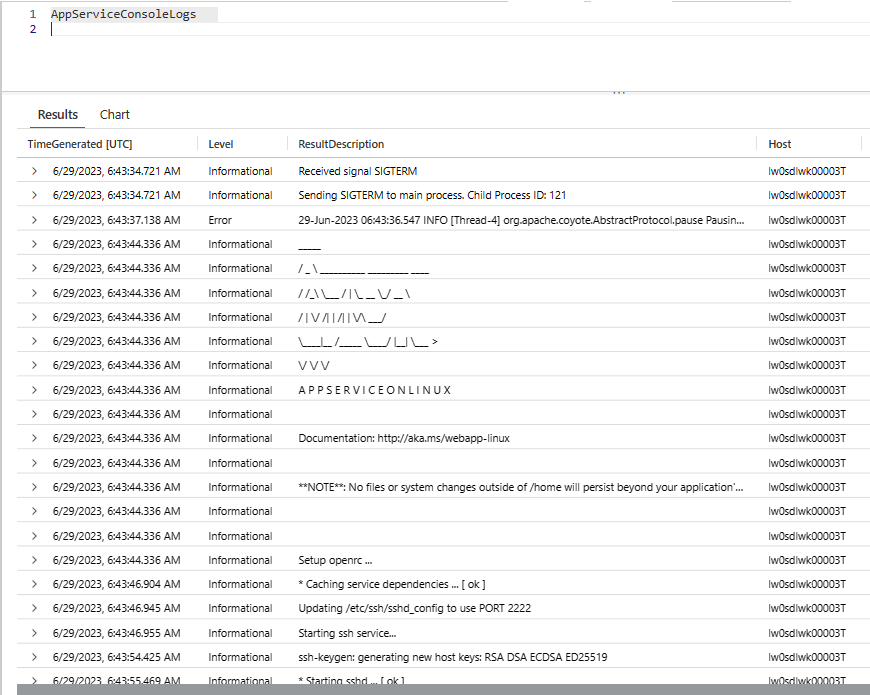 1 AppServiceConsoleLogs
2
Results Chart
TimeGenerated [UTC] Level ResultDescription Host
6/29/2023, 6:43:34.721 AM Informational Received signal SIGTERM lw0sdlwk00003T
6/29/2023, 6:43:34.721 AM Informational Sending SIGTERM to main process. Child Process ID: 121 lw0sdlwk00003T
6/29/2023, 6:43:37.138 AM Error 29-Jun-2023 06:43:36.547 INFO [Thread-4] org.apache.coyote.AbstractProtocol.pause Pausin... lw0sdlwk00003T
6/29/2023, 6:43:44.336 AM Informational _____ lw0sdlwk00003T
6/29/2023, 6:43:44.336 AM Informational / _ \ __________ _________ ____ lw0sdlwk00003T
6/29/2023, 6:43:44.336 AM Informational / /_\ \___ / | \_ __ \_/ __ \ lw0sdlwk00003T
6/29/2023, 6:43:44.336 AM Informational / | \/ /| | /| | \/\ ___/ lw0sdlwk00003T
6/29/2023, 6:43:44.336 AM Informational \____|__ /_____ \____/ |__| \___ > lw0sdlwk00003T
6/29/2023, 6:43:44.336 AM Informational \/ \/ \/ lw0sdlwk00003T
6/29/2023, 6:43:44.336 AM Informational A P P S E R V I C E O N L I N U X lw0sdlwk00003T
6/29/2023, 6:43:44.336 AM Informational lw0sdlwk00003T
6/29/2023, 6:43:44.336 AM Informational Documentation: http://aka.ms/webapp-linux lw0sdlwk00003T
6/29/2023, 6:43:44.336 AM Informational lw0sdlwk00003T
6/29/2023, 6:43:44.336 AM Informational **NOTE**: No files or system changes outside of /home will persist beyond your application'... lw0sdlwk00003T
6/29/2023, 6:43:44.336 AM Informational lw0sdlwk00003T
6/29/2023, 6:43:44.336 AM Informational lw0sdlwk00003T
6/29/2023, 6:43:44.336 AM Informational Setup openrc ... lw0sdlwk00003T
6/29/2023, 6:43:46.904 AM Informational * Caching service dependencies ... [ ok ] lw0sdlwk00003T
6/29/2023, 6:43:46.945 AM Informational Updating /etc/ssh/sshd_config to use PORT 2222 lw0sdlwk00003T
6/29/2023, 6:43:46.955 AM Informational Starting ssh service... lw0sdlwk00003T
6/29/2023, 6:43:54.425 AM Informational ssh-keygen: generating new host keys: RSA DSA ECDSA ED25519 lw0sdlwk00003T
6/29/2023, 6:43:55.469 AM Informational * Starting sshd ... [ ok ] lw0sdlwk00003T